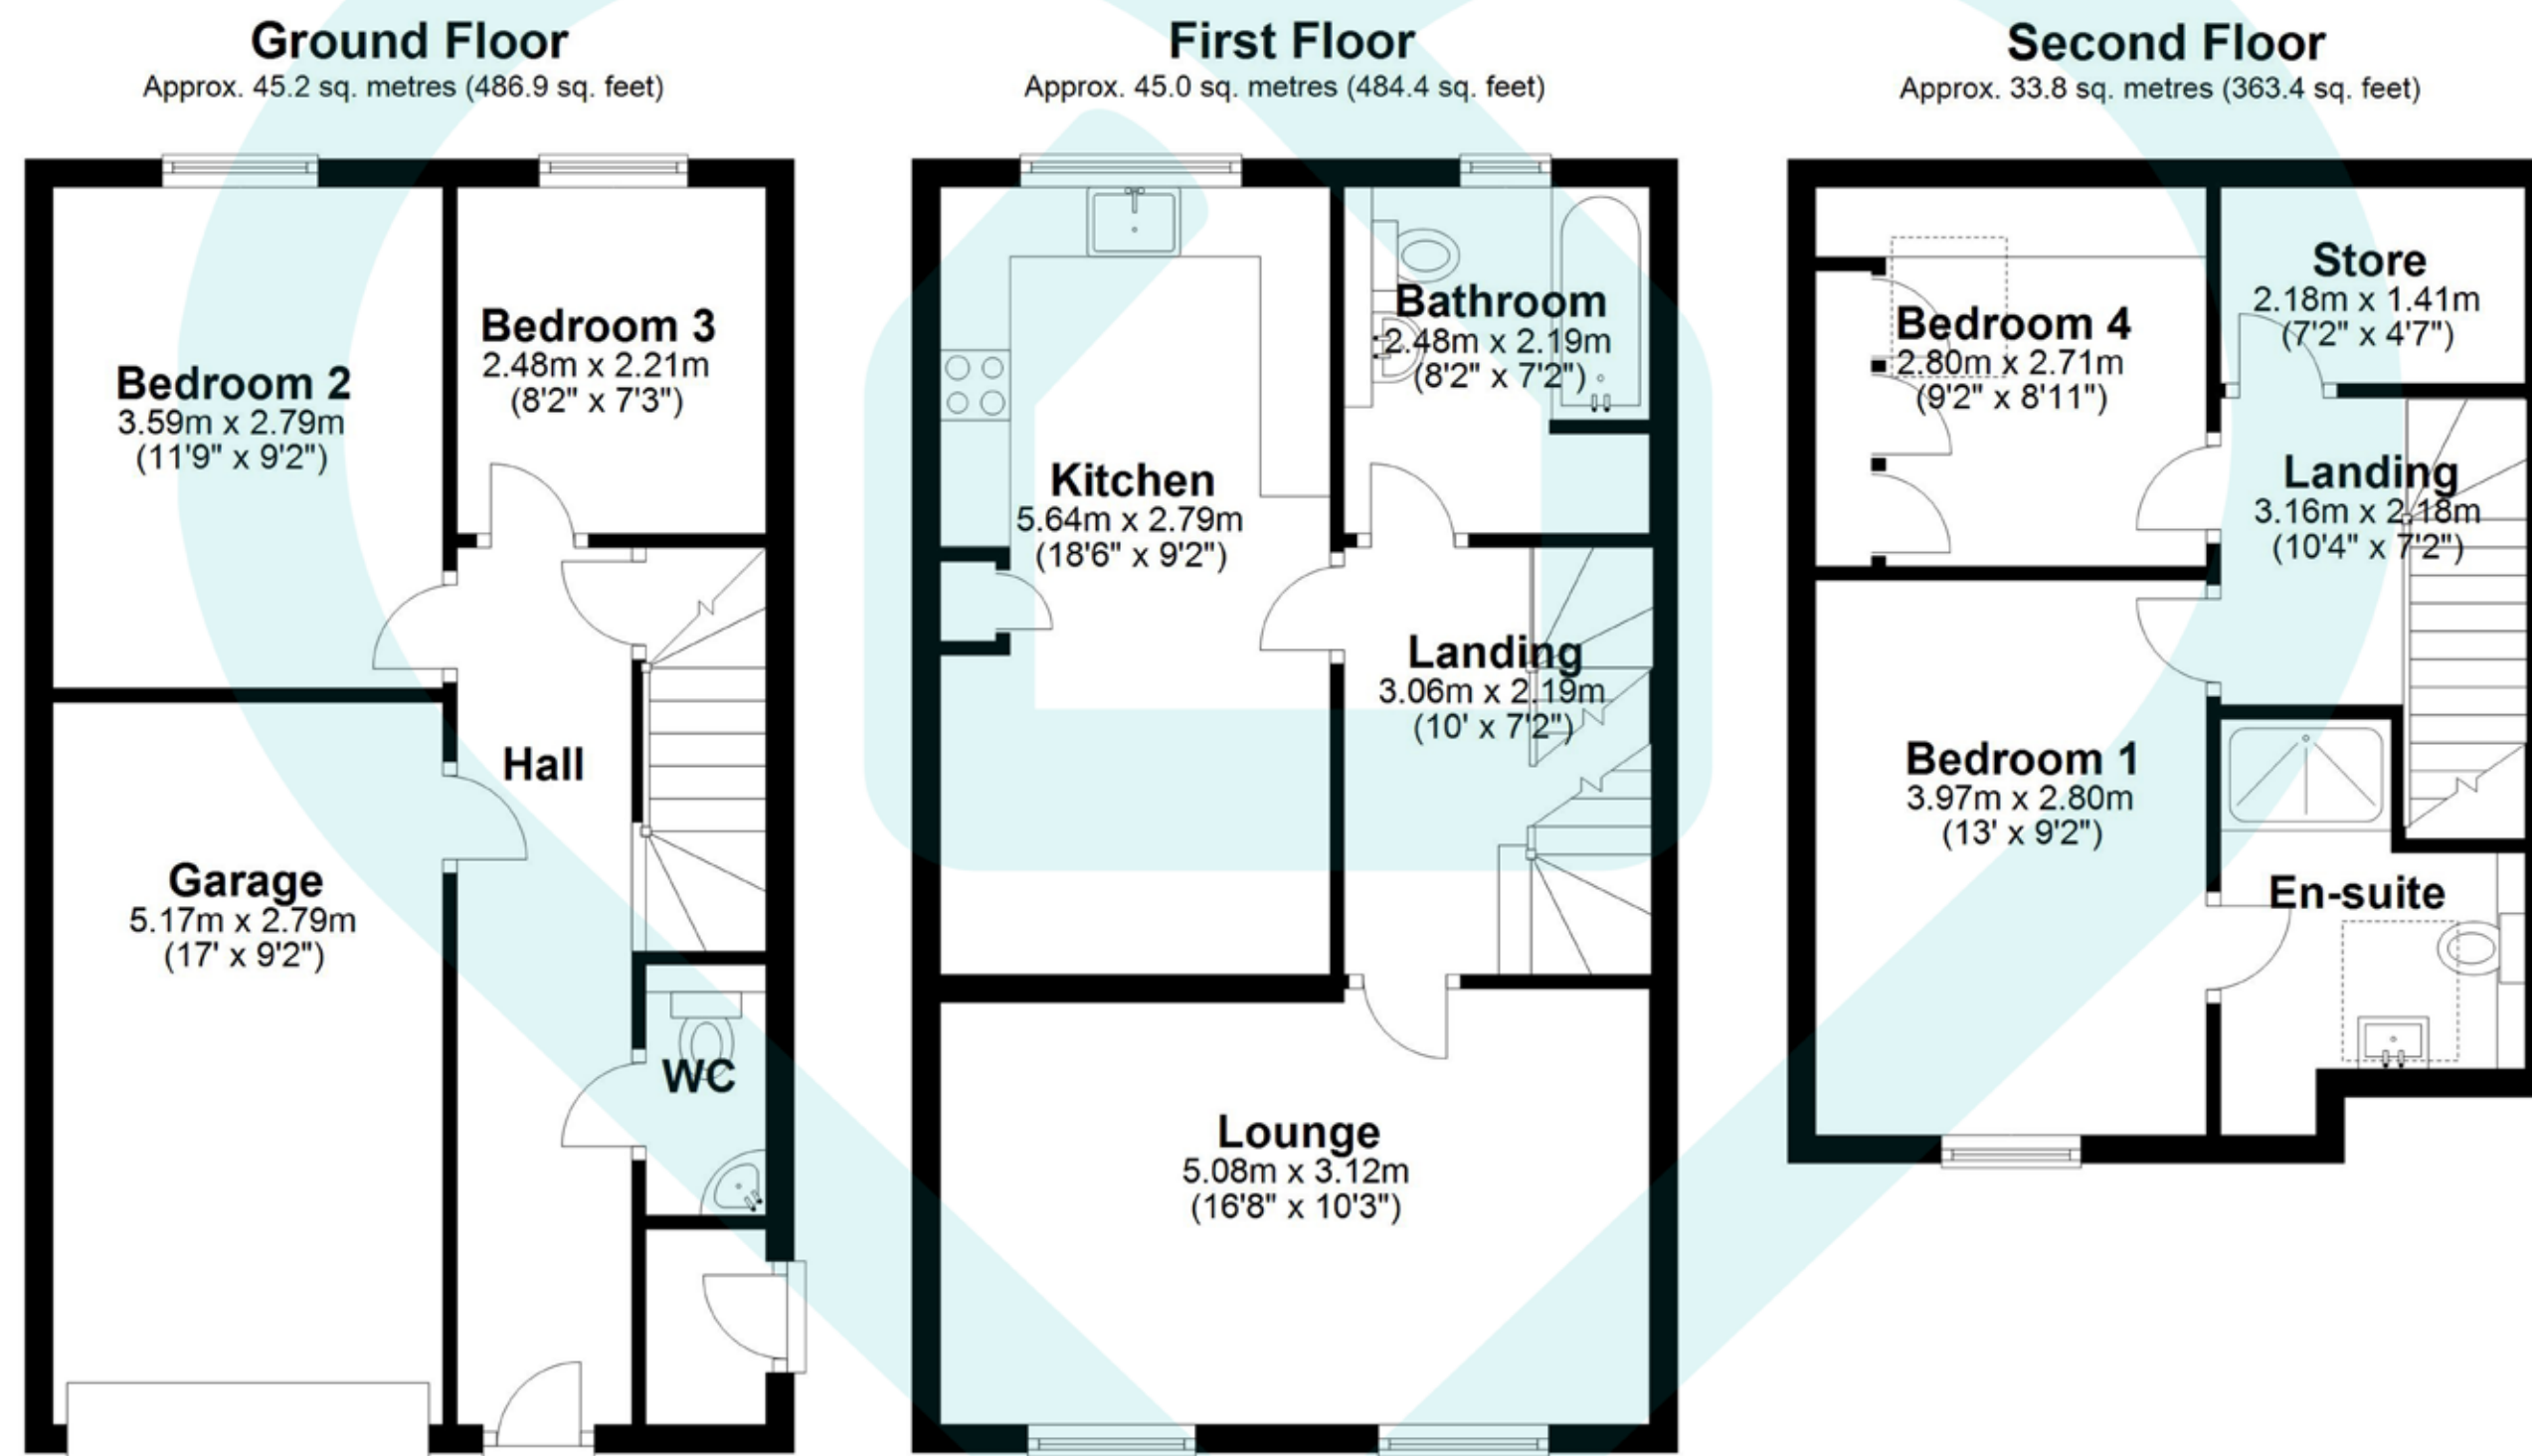 Ground Floor
Approx. 45.2 sq. metres (486.9 sq. feet)
Bedroom 2
3.59m x 2.79m
(11'9" x 9'2")
Bedroom 3
2.48m x 2.21m
(8'2" x 7'3")
Hall
Garage
5.17m x 2.79m
(17' x 9'2")
WC
First Floor
Approx. 45.0 sq. metres (484.4 sq. feet)
Kitchen
5.64m x 2.79m
(18'6" x 9'2")
Bathroom
2.48m x 2.19m
(8'2" x 7'2")
Landing
3.06m x 2.19m
(10' x 7'2")
Lounge
5.08m x 3.12m
(16'8" x 10'3")
Second Floor
Approx. 33.8 sq. metres (363.4 sq. feet)
Bedroom 4
2.80m x 2.71m
(9'2" x 8'11")
Store
2.18m x 1.41m
(7'2" x 4'7")
Landing
3.16m x 2.18m
(10'4" x 7'2")
Bedroom 1
3.97m x 2.80m
(13' x 9'2")
En-suite